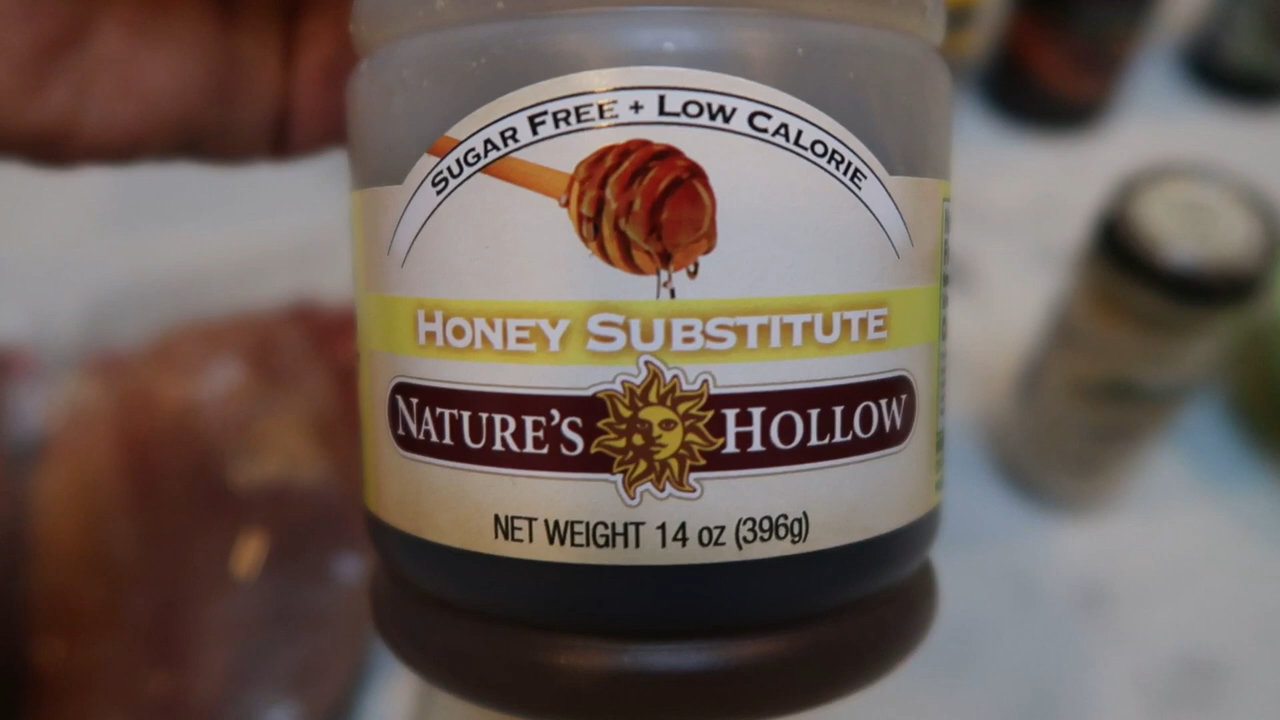 SUGAR FREE + LOW CALORIE
HONEY SUBSTITUTE
NATURE'S HOLLOW
NET WEIGHT 14 oz (396g)